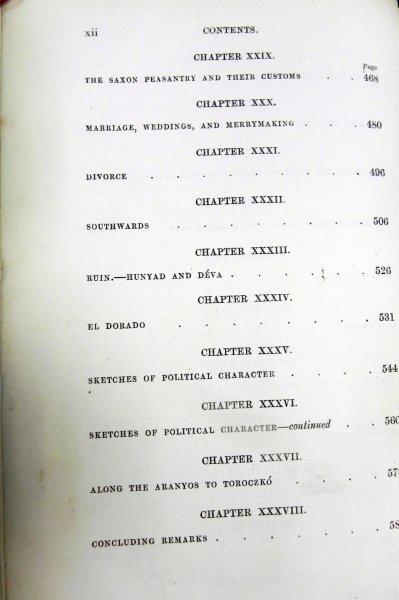 xii CONTENTS.
CHAPTER XXIX.
Page
THE SAXON PEASANTRY AND THEIR CUSTOMS . . 468
CHAPTER XXX.
MARRIAGE, WEDDINGS, AND MERRYMAKING . . . 480
CHAPTER XXXI.
DIVORCE . . . . . . . . 496
CHAPTER XXXII.
SOUTHWARDS . . . . . . . 506
CHAPTER XXXIII.
RUIN.—HUNYAD AND DÉVA . . . . . 526
CHAPTER XXXIV.
EL DORADO . . . . . . . 531
CHAPTER XXXV.
SKETCHES OF POLITICAL CHARACTER . . . . 544
CHAPTER XXXVI.
SKETCHES OF POLITICAL CHARACTER—continued . . 560
CHAPTER XXXVII.
ALONG THE ARANYOS TO TOROCZKÓ . . . . 57
CHAPTER XXXVIII.
CONCLUDING REMARKS . . . . . . 58